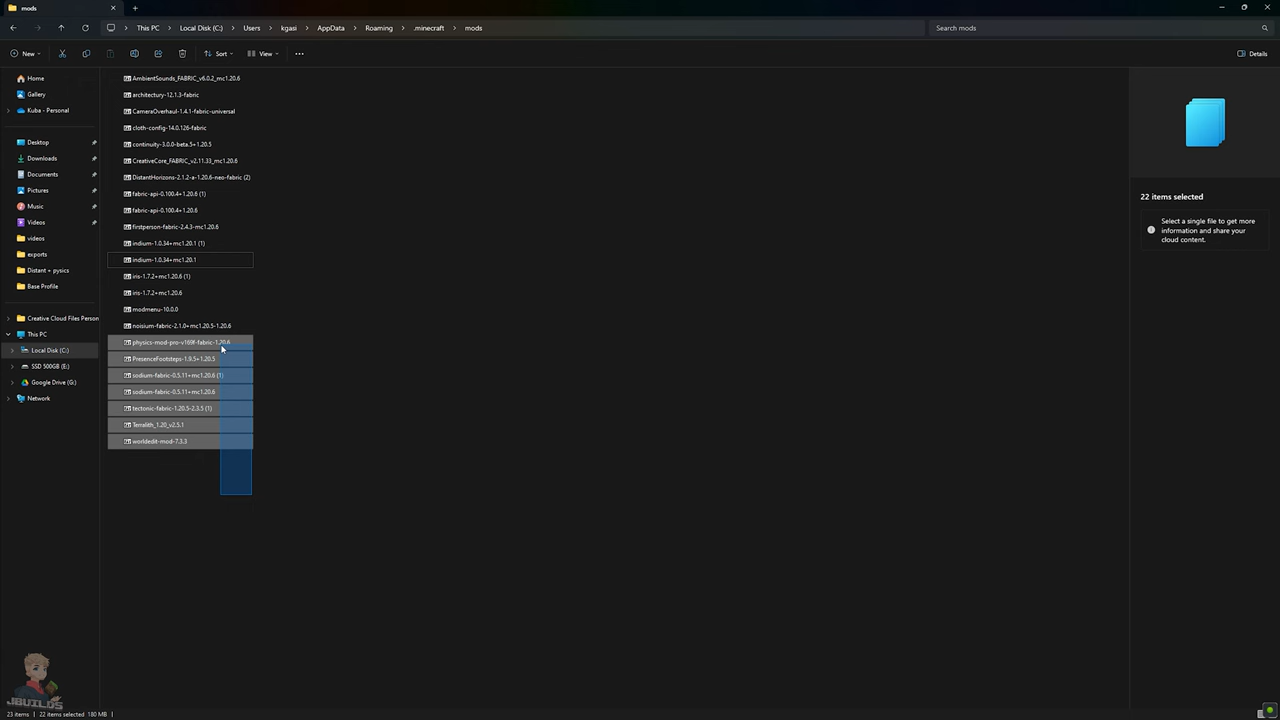 mods
This PC > Local Disk (C:) > Users > kgasi > AppData > Roaming > .minecraft > mods
Search mods
New
Sort
View
Details
Home
Gallery
Kuba - Personal
Desktop
Downloads
Documents
Pictures
Music
Videos
videos
exports
Distant + pysics
Base Profile
Creative Cloud Files Person
This PC
Local Disk (C:)
SSD 500GB (E:)
Google Drive (G:)
Network
AmbientSounds_FABRIC_v6.0.2_mc1.20.6
architectury-12.1.3-fabric
CameraOverhaul-1.4.1-fabric-universal
cloth-config-14.0.126-fabric
continuity-3.0.0-beta.5+1.20.5
CreativeCore_FABRIC_v2.11.33_mc1.20.6
DistantHorizons-2.1.2-a-1.20.6-neo-fabric (2)
fabric-api-0.100.4+1.20.6 (1)
fabric-api-0.100.4+1.20.6
firstperson-fabric-2.4.3-mc1.20.6
indium-1.0.34+mc1.20.1 (1)
indium-1.0.34+mc1.20.1
iris-1.7.2+mc1.20.6 (1)
iris-1.7.2+mc1.20.6
modmenu-10.0.0
noisium-fabric-2.1.0+mc1.20.5-1.20.6
physics-mod-pro-v169f-fabric-1.20.6
PresenceFootsteps-1.9.5+1.20.5
sodium-fabric-0.5.11+mc1.20.6 (1)
sodium-fabric-0.5.11+mc1.20.6
tectonic-fabric-1.20.5-2.3.5 (1)
Terralith_1.20_v2.5.1
worldedit-mod-7.3.3
22 items selected
Select a single file to get more
information and share your
cloud content.
JBUILDS
23 items
22 items selected 180 MB